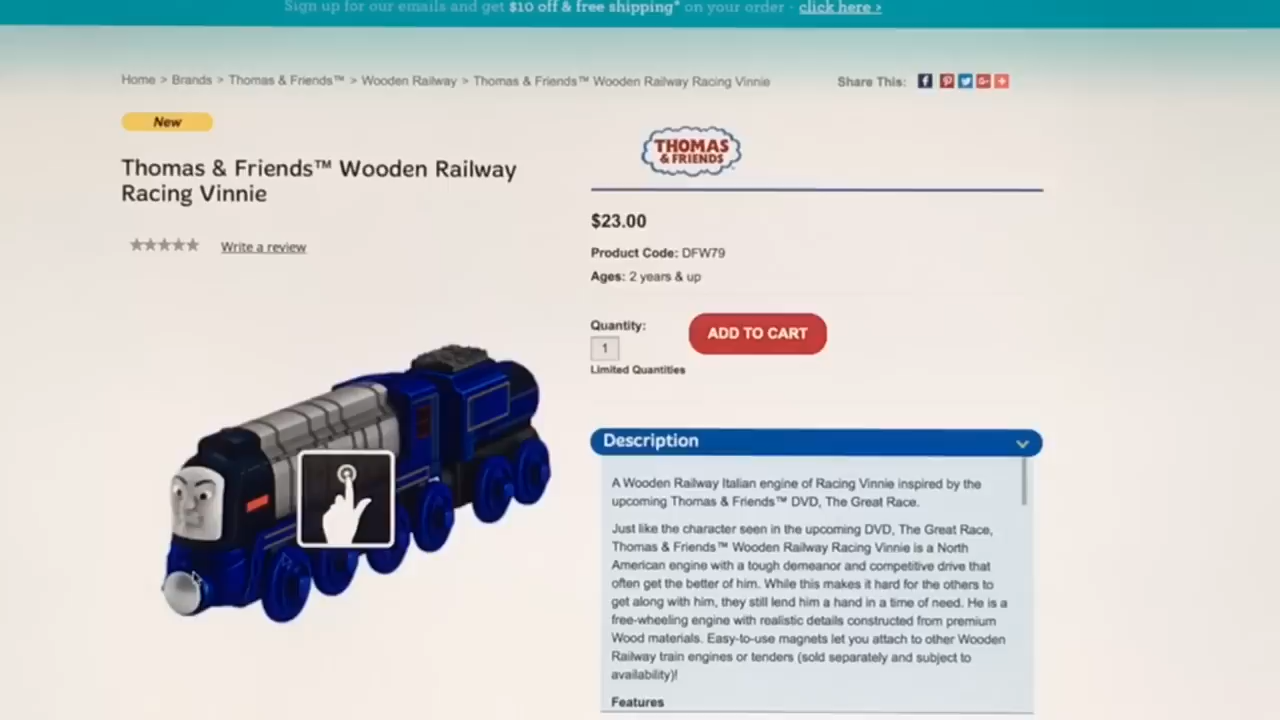 Sign up for our emails and get $10 off & free shipping* on your order - click here >
Home > Brands > Thomas & Friends™ > Wooden Railway > Thomas & Friends™ Wooden Railway Racing Vinnie
Share This:
New
Thomas & Friends™ Wooden Railway
Racing Vinnie
Write a review
THOMAS
& FRIENDS
$23.00
Product Code: DFW79
Ages: 2 years & up
Quantity:
1
ADD TO CART
Limited Quantities
Description
A Wooden Railway Italian engine of Racing Vinnie inspired by the
upcoming Thomas & Friends™ DVD, The Great Race.
Just like the character seen in the upcoming DVD, The Great Race,
Thomas & Friends™ Wooden Railway Racing Vinnie is a North
American engine with a tough demeanor and competitive drive that
often get the better of him. While this makes it hard for the others to
get along with him, they still lend him a hand in a time of need. He is a
free-wheeling engine with realistic details constructed from premium
Wood materials. Easy-to-use magnets let you attach to other Wooden
Railway train engines or tenders (sold separately and subject to
availability)!
Features